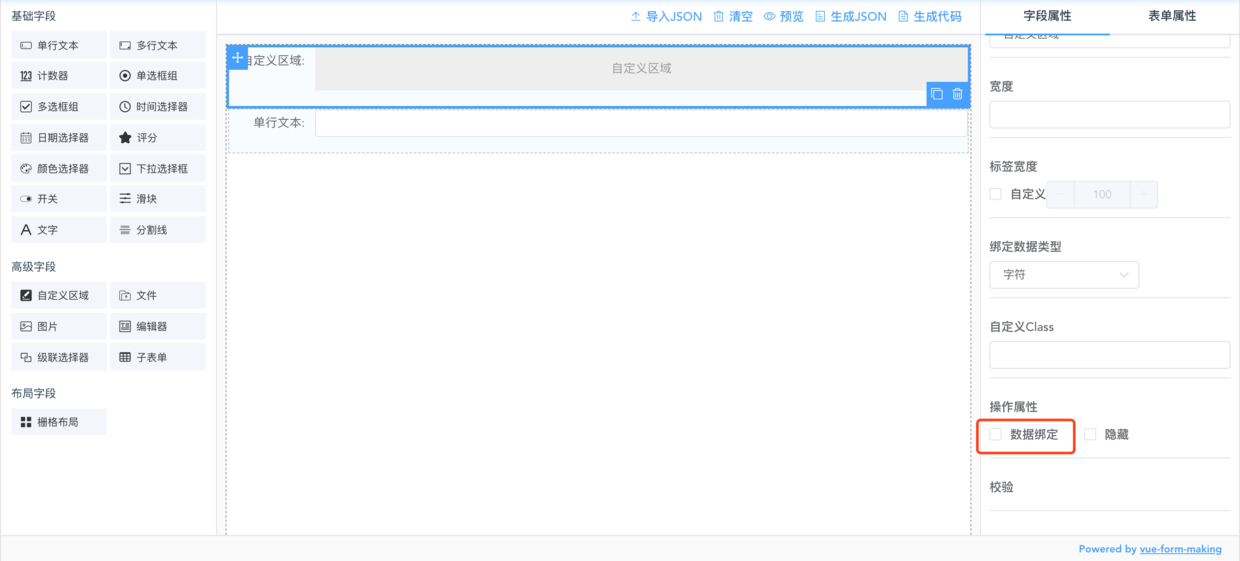 基础字段
单行文本
多行文本
123 计数器
单选框组
多选框组
时间选择器
日期选择器
评分
颜色选择器
下拉选择框
开关
滑块
文字
分割线
高级字段
自定义区域
文件
图片
编辑器
级联选择器
子表单
布局字段
栅格布局
导入JSON 清空 预览 生成JSON 生成代码
自定义区域:
自定义区域
单行文本:
字段属性 表单属性
自定义区域
宽度
标签宽度
自定义 100
绑定数据类型
字符
自定义Class
操作属性
数据绑定 隐藏
校验
Powered by vue-form-making